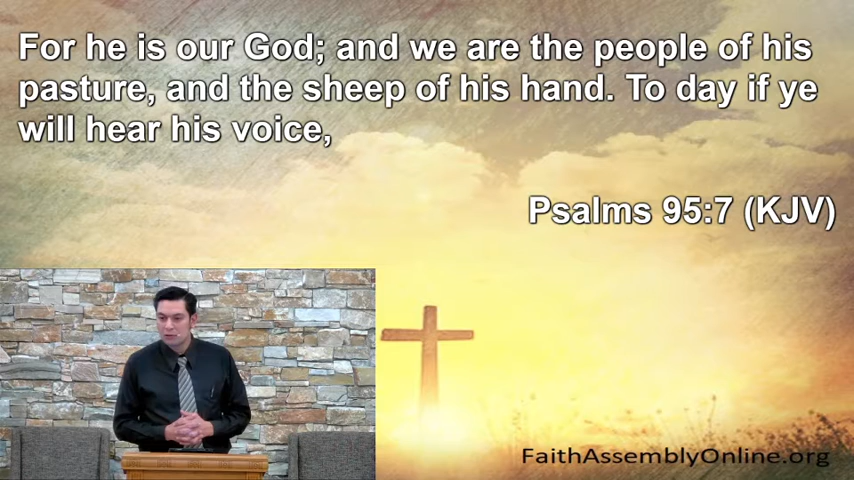 For he is our God; and we are the people of his
pasture, and the sheep of his hand. To day if ye
will hear his voice,
Psalms 95:7 (KJV)
FaithAssemblyOnline.org